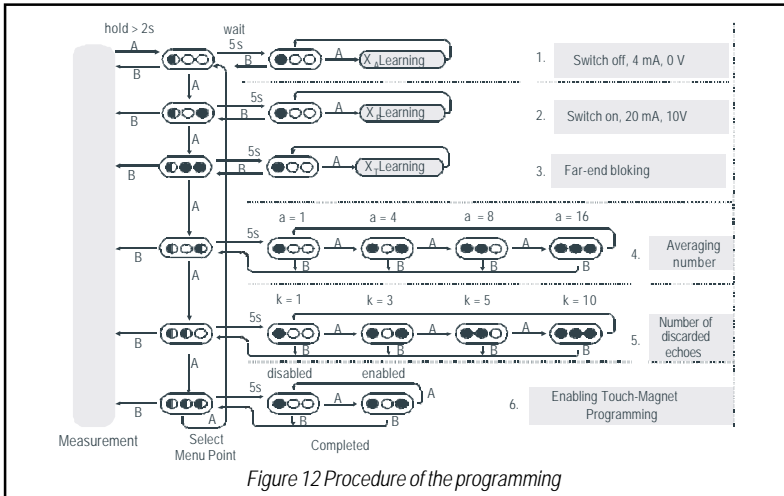 hold > 2s
wait
A
5s
B
B
A
X A Learning
1. Switch off, 4 mA, 0 V
A
5s
B
B
A
X B Learning
2. Switch on, 20 mA, 10V
A
5s
B
B
A
X T Learning
3. Far-end bloking
A
a = 1 a = 4 a = 8 a = 16
5s
B
A A A
B B B B
4. Averaging
number
A
k = 1 k = 3 k = 5 k = 10
5s
B
A A A
B B B B
5. Number of
discarded
echoes
A
disabled enabled
5s
B
A
A
B B
6. Enabling Touch-Magnet
Programming
A
Measurement
Select
Menu Point
Completed
Figure 12 Procedure of the programming